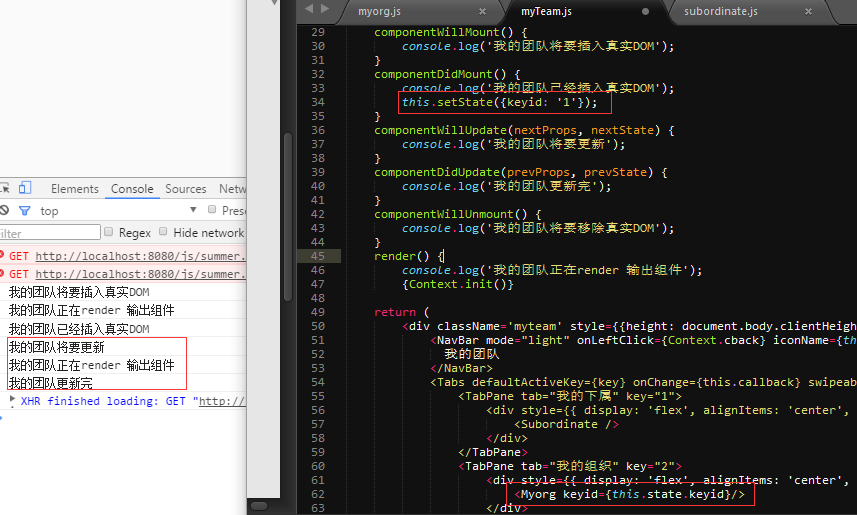 Elements Console Sources Netw
top Prese
ilter Regex Hide network
GET http://localhost:8080/js/summer.
GET http://localhost:8080/js/summer.
我的团队将要插入真实DOM
我的团队正在render 输出组件
我的团队已经插入真实DOM
我的团队将要更新
我的团队正在render 输出组件
我的团队更新完
XHR finished loading: GET "http://
myorg.js × myTeam.js subordinate.js ×
29 componentWillMount() {
30 console.log('我的团队将要插入真实DOM');
31 }
32 componentDidMount() {
33 console.log('我的团队已经插入真实DOM');
34 this.setState({keyid: '1'});
35 }
36 componentWillUpdate(nextProps, nextState) {
37 console.log('我的团队将要更新');
38 }
39 componentDidUpdate(prevProps, prevState) {
40 console.log('我的团队更新完');
41 }
42 componentWillUnmount() {
43 console.log('我的团队将要移除真实DOM');
44 }
45 render() {
46 console.log('我的团队正在render 输出组件');
47 {Context.init()}
48
49 return (
50 <div className='myteam' style={{height: document.body.clientHeigh
51 <NavBar mode="light" onLeftClick={Context.cback} iconName={th
52 我的团队
53 </NavBar>
54 <Tabs defaultActiveKey={key} onChange={this.callback} swipeab
55 <TabPane tab="我的下属" key="1">
56 <div style={{ display: 'flex', alignItems: 'center',
57 <Subordinate />
58 </div>
59 </TabPane>
60 <TabPane tab="我的组织" key="2">
61 <div style={{ display: 'flex', alignItems: 'center',
62 <Myorg keyid={this.state.keyid}/>
63 </div>